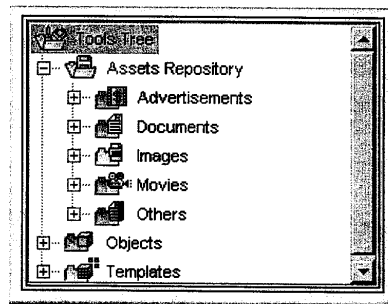 Tools Tree
Assets Repository
Advertisements
Documents
Images
Movies
Others
Objects
Templates